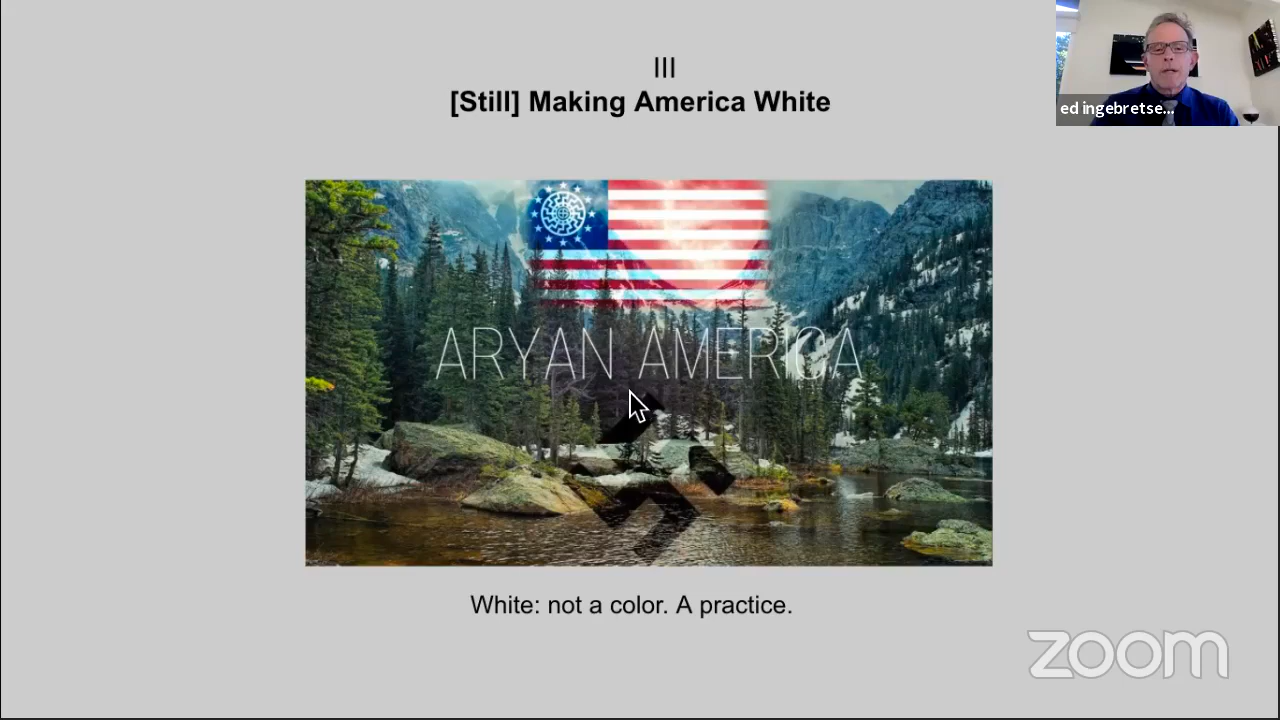 III
[Still] Making America White
ed ingebretse...
ARYAN AMERICA
White: not a color. A practice.
zoom